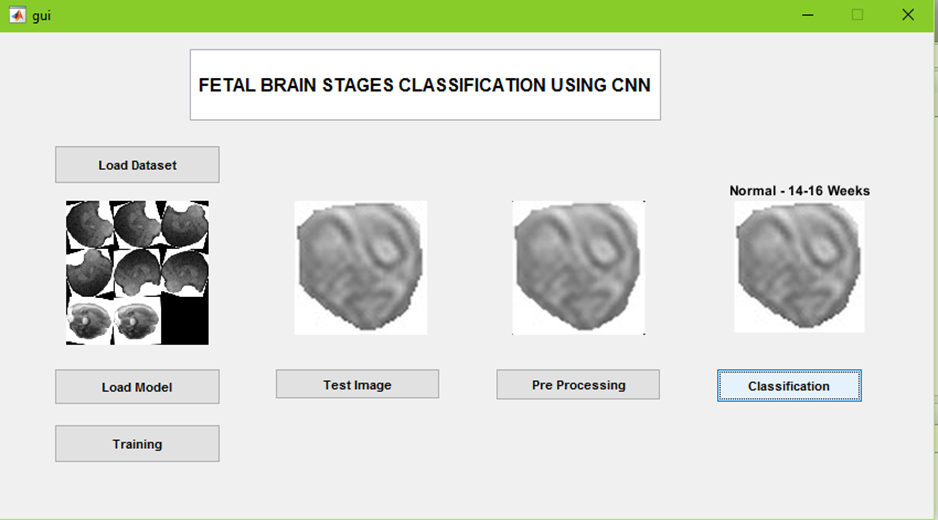 gui
FETAL BRAIN STAGES CLASSIFICATION USING CNN
Load Dataset
Normal - 14-16 Weeks
Load Model
Test Image
Pre Processing
Classification
Training